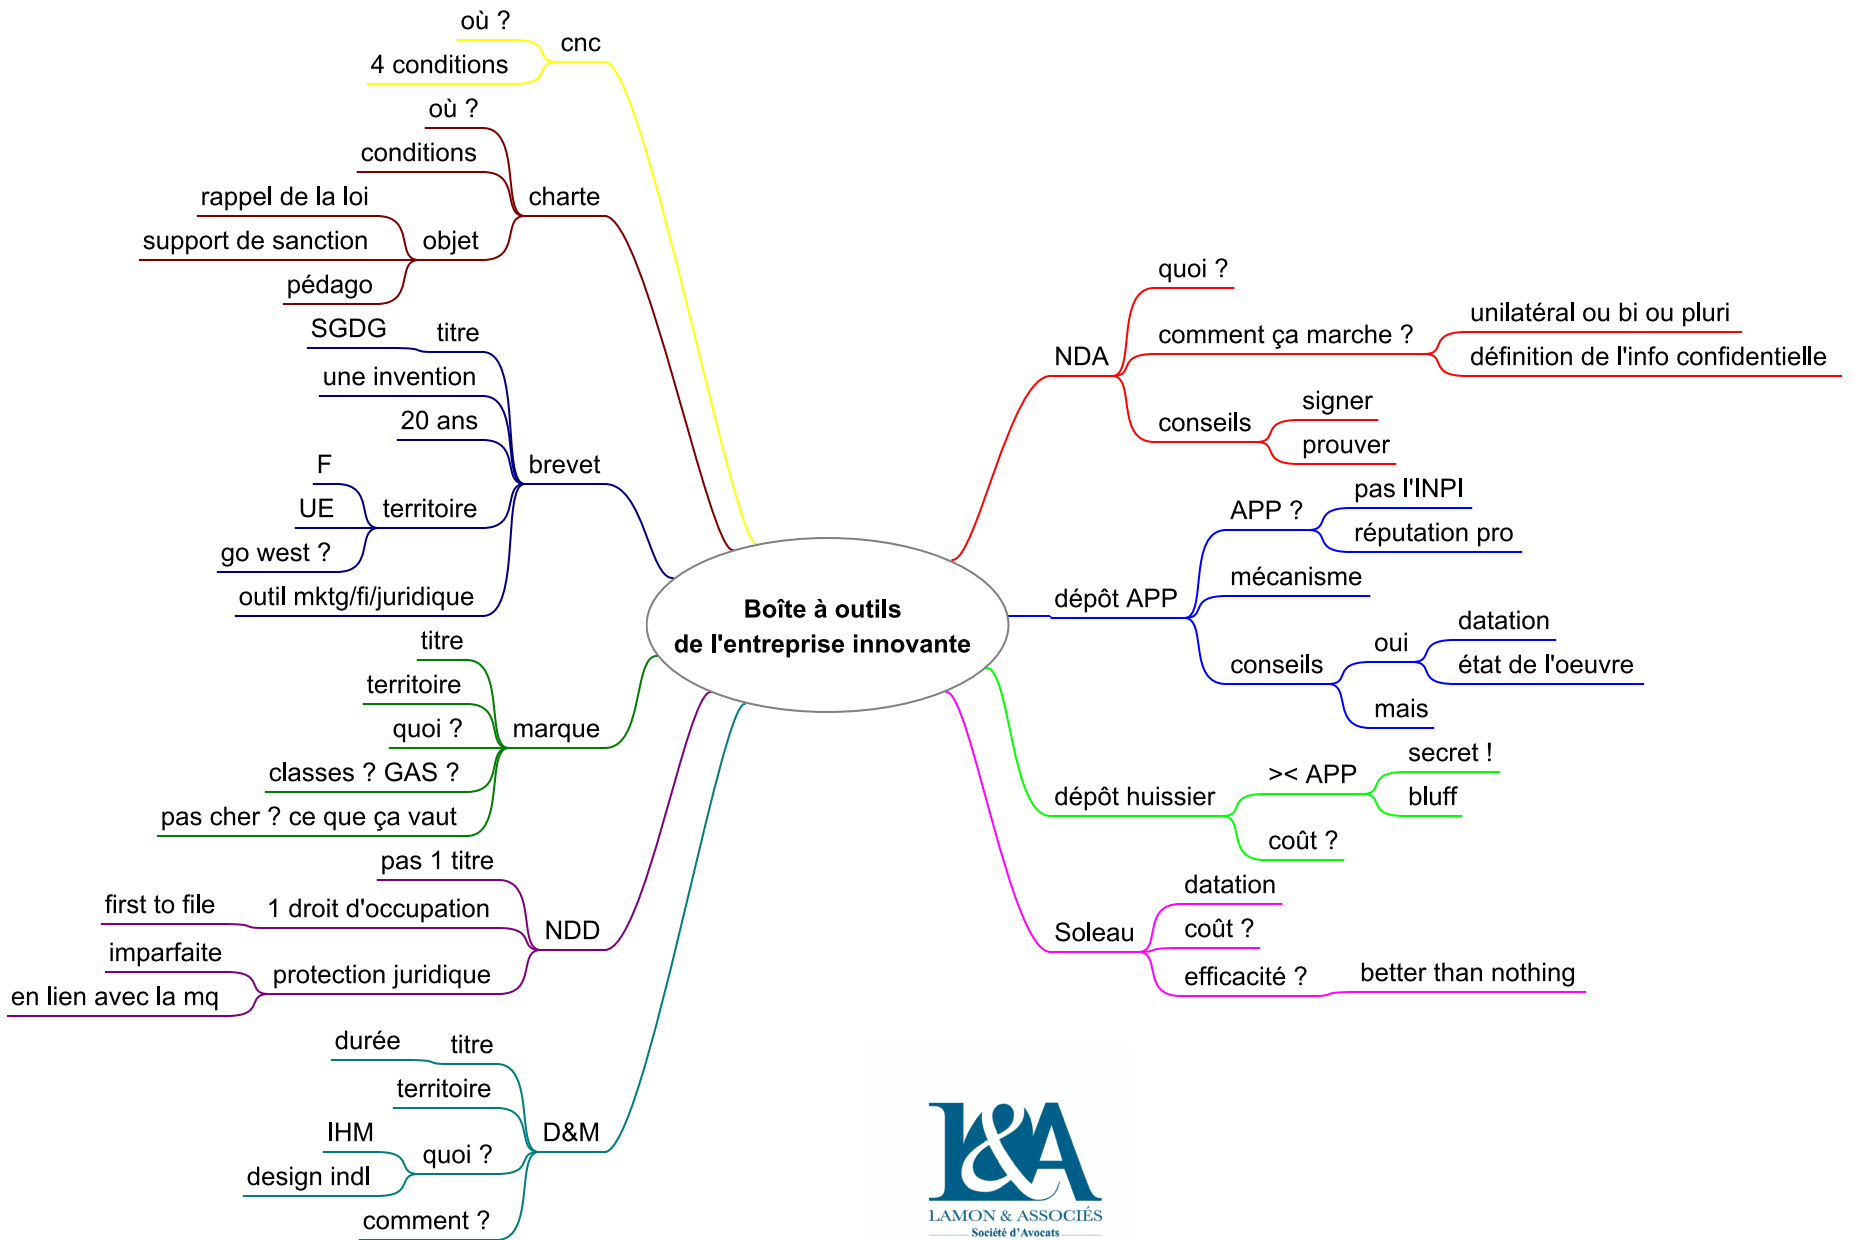 Boîte à outils
de l'entreprise innovante
NDA
quoi ?
comment ça marche ?
unilatéral ou bi ou pluri
définition de l'info confidentielle
conseils
signer
prouver
dépôt APP
APP ?
pas l'INPI
réputation pro
mécanisme
conseils
oui
datation
état de l'oeuvre
mais
dépôt huissier
>< APP
secret !
bluff
coût ?
Soleau
datation
coût ?
efficacité ?
better than nothing
cnc
où ?
4 conditions
charte
où ?
conditions
objet
rappel de la loi
support de sanction
pédago
brevet
titre
SGDG
une invention
20 ans
territoire
F
UE
go west ?
outil mktg/fi/juridique
marque
titre
territoire
quoi ?
classes ? GAS ?
pas cher ? ce que ça vaut
NDD
pas 1 titre
1 droit d'occupation
first to file
protection juridique
imparfaite
en lien avec la mq
D&M
titre
durée
territoire
quoi ?
IHM
design indl
comment ?
L&A
LAMON & ASSOCIÉS
Société d'Avocats